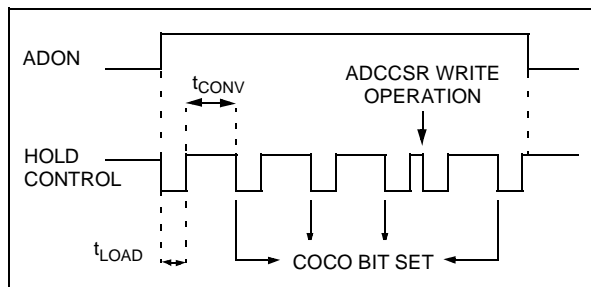 ADON
tCONV
ADCCSR WRITE
OPERATION
HOLD
CONTROL
tLOAD
COCO BIT SET